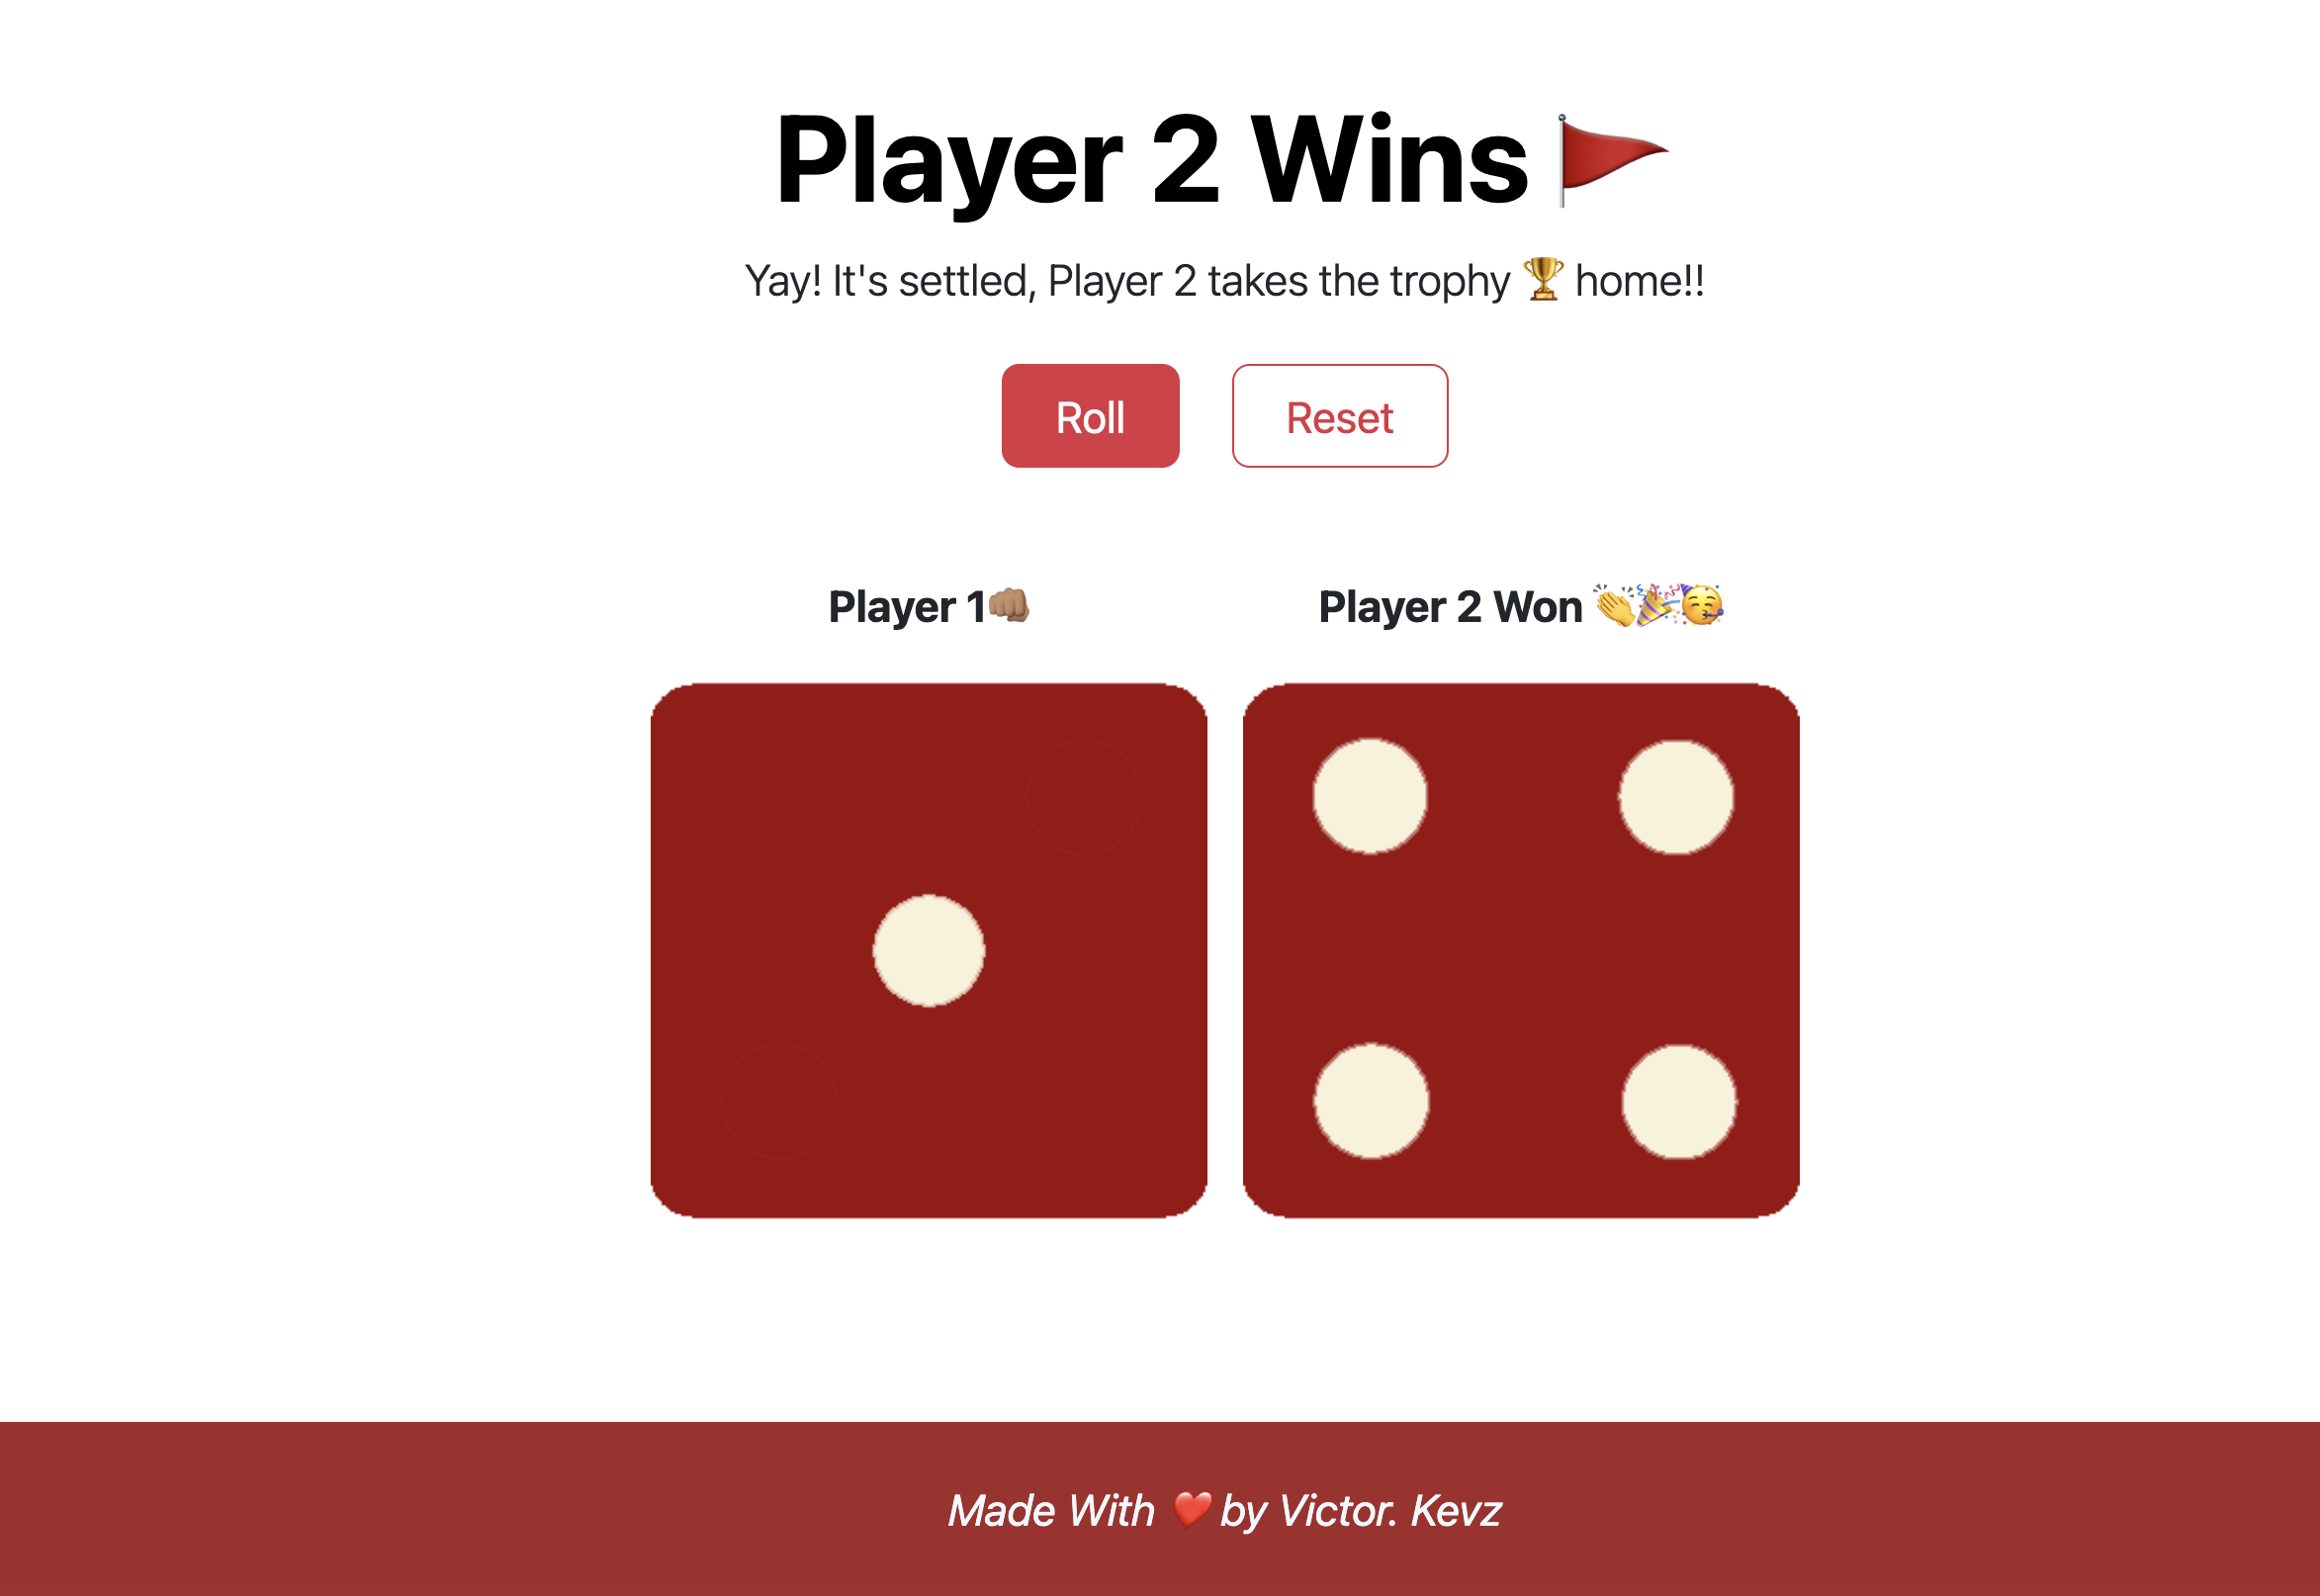 Player 2 Wins 🚩
Yay! It's settled, Player 2 takes the trophy 🏆 home!!
Roll
Reset
Player 1👊🏽
Player 2 Won 👏🎉🥳
Made With ❤️ by Victor. Kevz